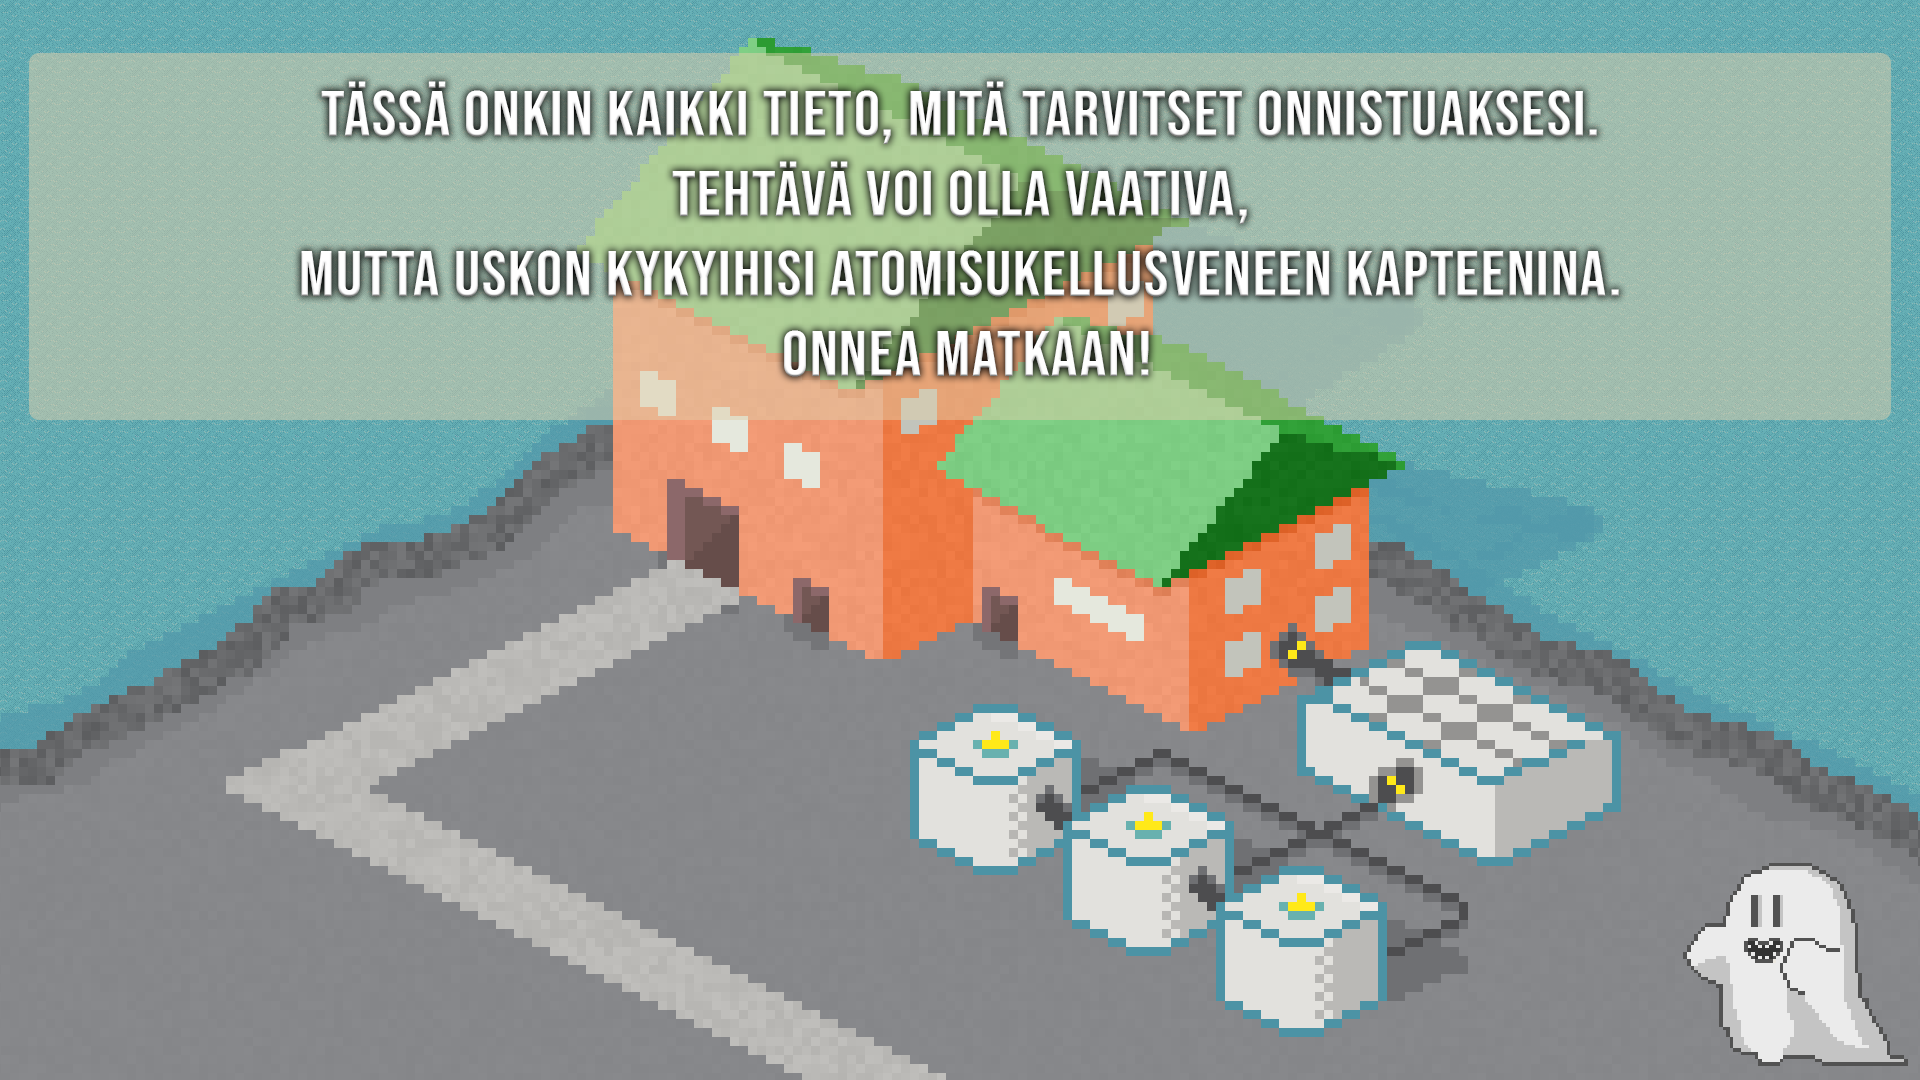 TÄSSÄ ONKIN KAIKKI TIETO, MITÄ TARVITSET ONNISTUAKSESI.
TEHTÄVÄ VOI OLLA VAATIVA,
MUTTA USKON KYKYIHISI ATOMISUKELLUSVENEEN KAPTEENINA.
ONNEA MATKAAN!